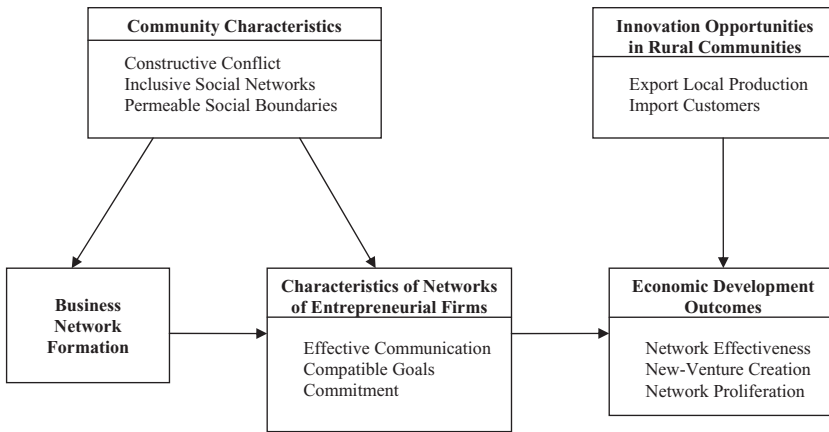 Community Characteristics
Constructive Conflict
Inclusive Social Networks
Permeable Social Boundaries
Innovation Opportunities
in Rural Communities
Export Local Production
Import Customers
Business
Network
Formation
Characteristics of Networks
of Entrepreneurial Firms
Effective Communication
Compatible Goals
Commitment
Economic Development
Outcomes
Network Effectiveness
New-Venture Creation
Network Proliferation